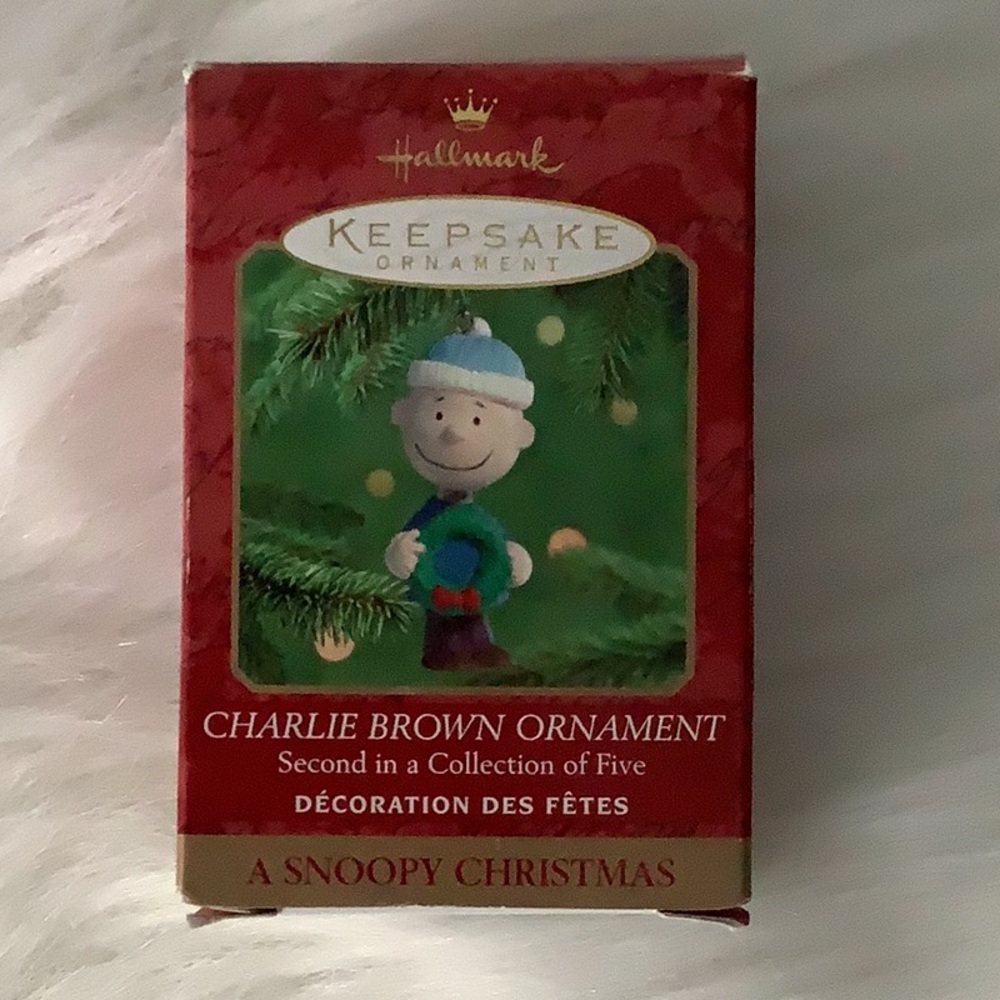 Hallmark
KEEPSAKE
ORNAMENT
CHARLIE BROWN ORNAMENT
Second in a Collection of Five
DÉCORATION DES FÊTES
A SNOOPY CHRISTMAS